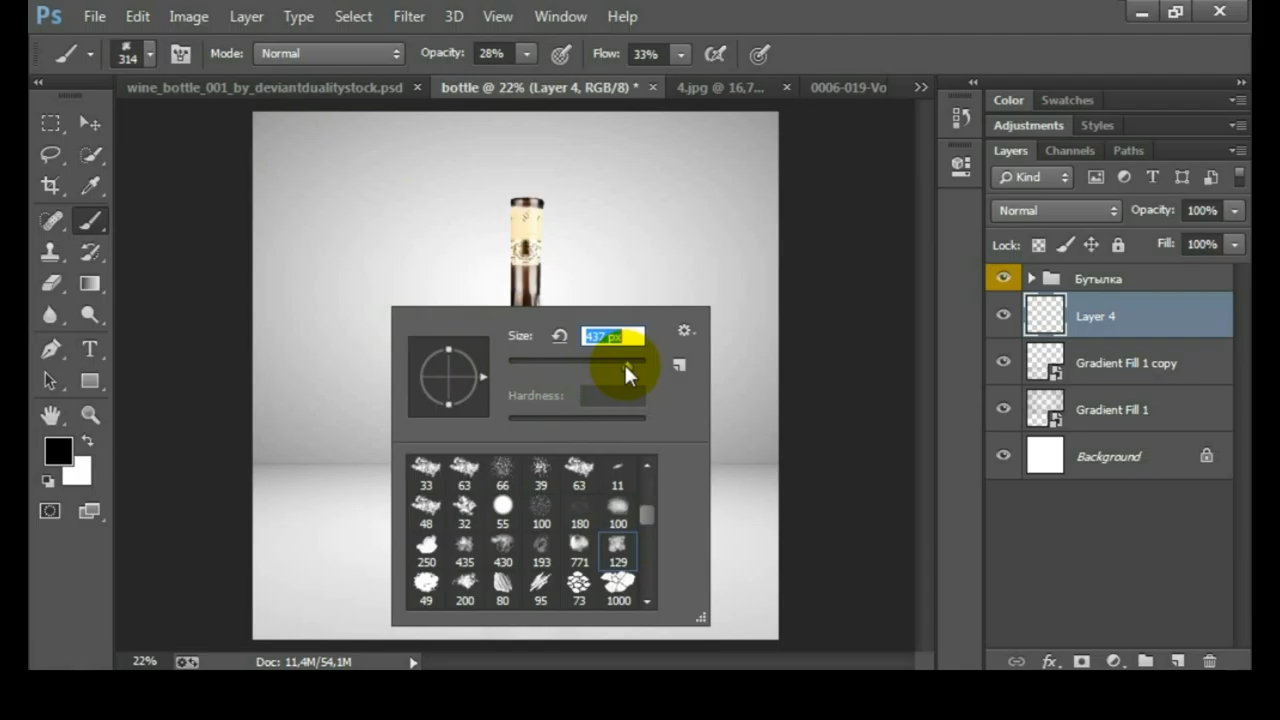 Ps File Edit Image Layer Type Select Filter 3D View Window Help
314 Mode: Normal Opacity: 28% Flow: 33%
wine_bottle_001_by_deviantdualitystock.psd × bottle @ 22% (Layer 4, RGB/8) * × 4.jpg @ 16,7... × 0006-019-Vo
Color Swatches
Adjustments Styles
Layers Channels Paths
Kind
Normal Opacity: 100%
Lock: Fill: 100%
Бутылка
Layer 4
Gradient Fill 1 copy
Gradient Fill 1
Background
Size: 437 px
Hardness:
33 63 66 39 63 11
48 32 55 100 180 100
250 435 430 193 771 129
49 200 80 95 73 1000
22% Doc: 11,4M/54,1M